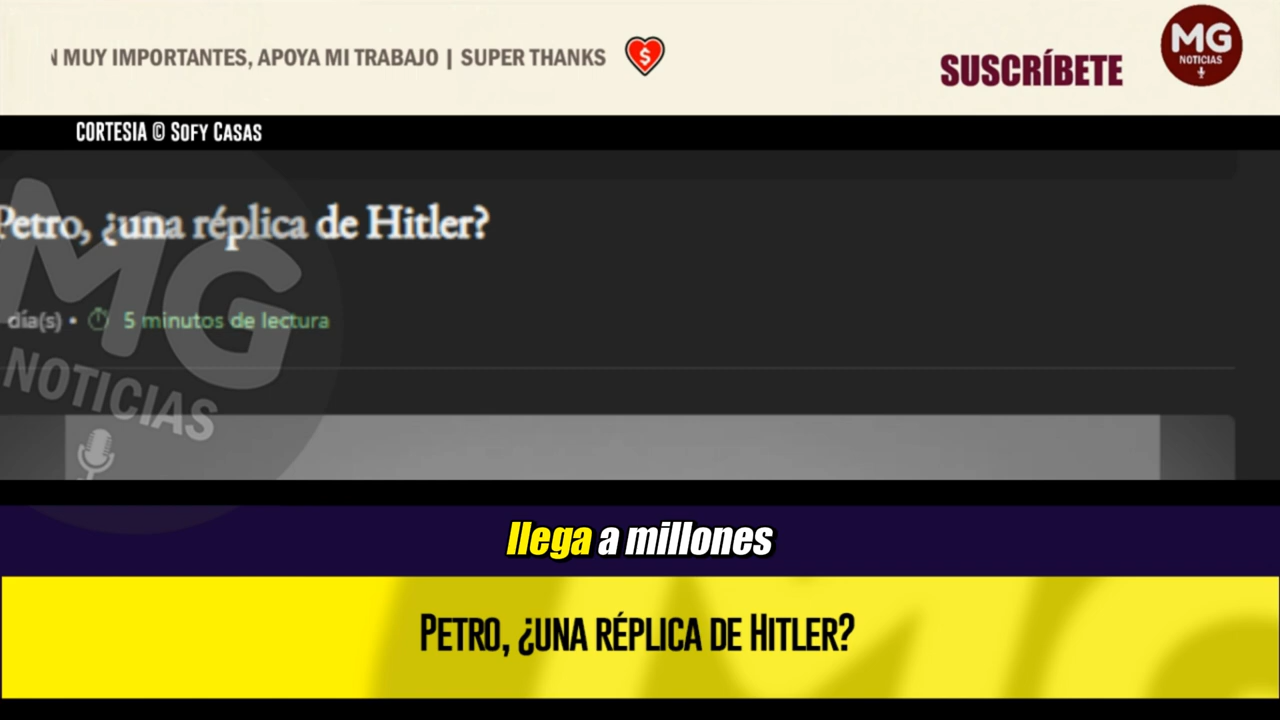 N MUY IMPORTANTES, APOYA MI TRABAJO | SUPER THANKS
SUSCRÍBETE
MG
NOTICIAS
CORTESIA © SOFY CASAS
Petro, ¿una réplica de Hitler?
día(s) • 5 minutos de lectura
MG
NOTICIAS
llega a millones
PETRO, ¿UNA RÉPLICA DE HITLER?